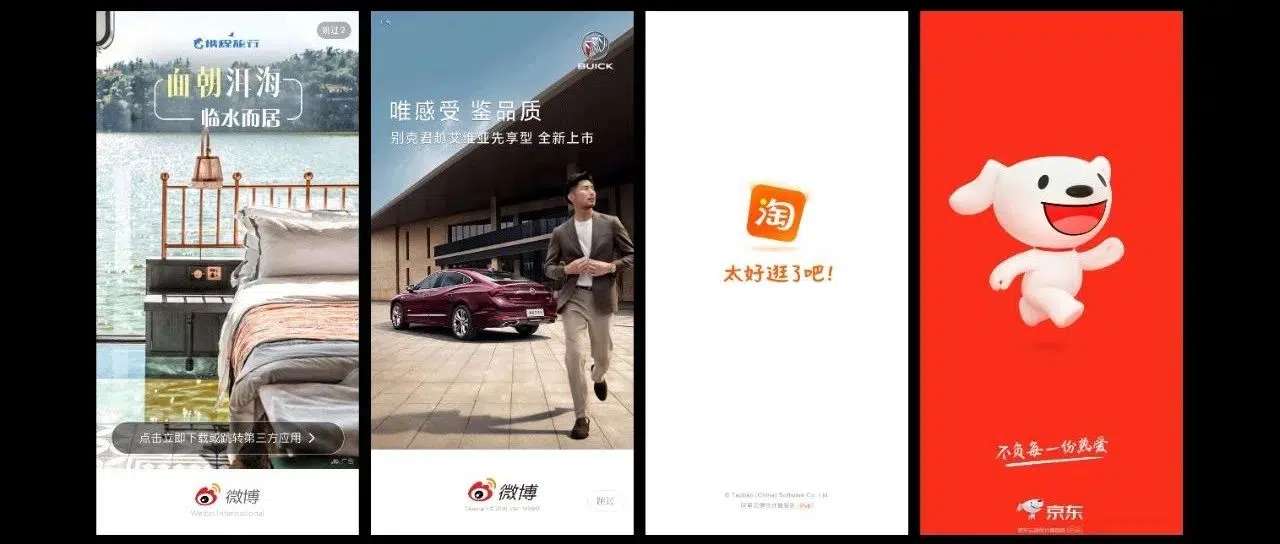 跳过 2
携程旅行
面朝洱海
临水而居
点击立即下载或跳转第三方应用
广告
微博
Weibo International
BUICK
唯感受 鉴品质
别克君越艾维亚先享型 全新上市
微博
跳过
淘
太好逛了吧!
© Taobao (China) Software Co. Ltd
IPv6
不负每一份热爱
京东
IPv6